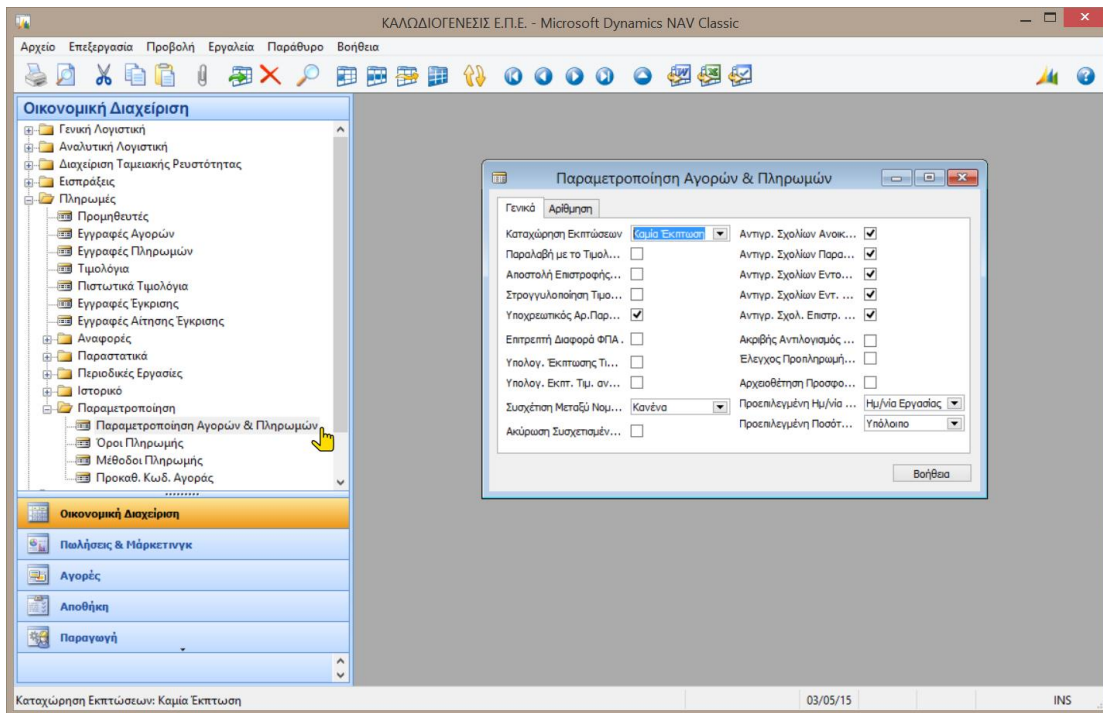 ΚΑΛΩΔΙΟΓΕΝΕΣΙΣ Ε.Π.Ε. - Microsoft Dynamics NAV Classic
Αρχείο Επεξεργασία Προβολή Εργαλεία Παράθυρο Βοήθεια
Οικονομική Διαχείριση
Γενική Λογιστική
Αναλυτική Λογιστική
Διαχείριση Ταμειακής Ρευστότητας
Εισπράξεις
Πληρωμές
Προμηθευτές
Εγγραφές Αγορών
Εγγραφές Πληρωμών
Τιμολόγια
Πιστωτικά Τιμολόγια
Εγγραφές Έγκρισης
Εγγραφές Αίτησης Έγκρισης
Αναφορές
Παραστατικά
Περιοδικές Εργασίες
Ιστορικό
Παραμετροποίηση
Παραμετροποίηση Αγορών & Πληρωμών
Όροι Πληρωμής
Μέθοδοι Πληρωμής
Προκαθ. Κωδ. Αγοράς
Οικονομική Διαχείριση
Πωλήσεις & Μάρκετινγκ
Αγορές
Αποθήκη
Παραγωγή
Παραμετροποίηση Αγορών & Πληρωμών
Γενικά Αρίθμηση
Καταχώρηση Εκπτώσεων Καμία Έκπτωση Αντιγρ. Σχολίων Ανοικ...
Παραλαβή με το Τιμολ... Αντιγρ. Σχολίων Παρα...
Αποστολή Επιστροφής... Αντιγρ. Σχολίων Εντο...
Στρογγυλοποίηση Τιμο... Αντιγρ. Σχολίων Εντ. ...
Υποχρεωτικός Αρ.Παρ... Αντιγρ. Σχολ. Επιστρ. ...
Επιτρεπτή Διαφορά ΦΠΑ . Ακριβής Αντιλογισμός ...
Υπολογ. Έκπτωσης Τι... Έλεγχος Προπληρωμή...
Υπολογ. Εκπτ. Τιμ. αν... Αρχειοθέτηση Προσφο...
Συσχέτιση Μεταξύ Νομ... Κανένα Προεπιλεγμένη Ημ/νία ... Ημ/νία Εργασίας
Ακύρωση Συσχετισμέν... Προεπιλεγμένη Ποσότ... Υπόλοιπο
Βοήθεια
Καταχώρηση Εκπτώσεων: Καμία Έκπτωση 03/05/15 INS